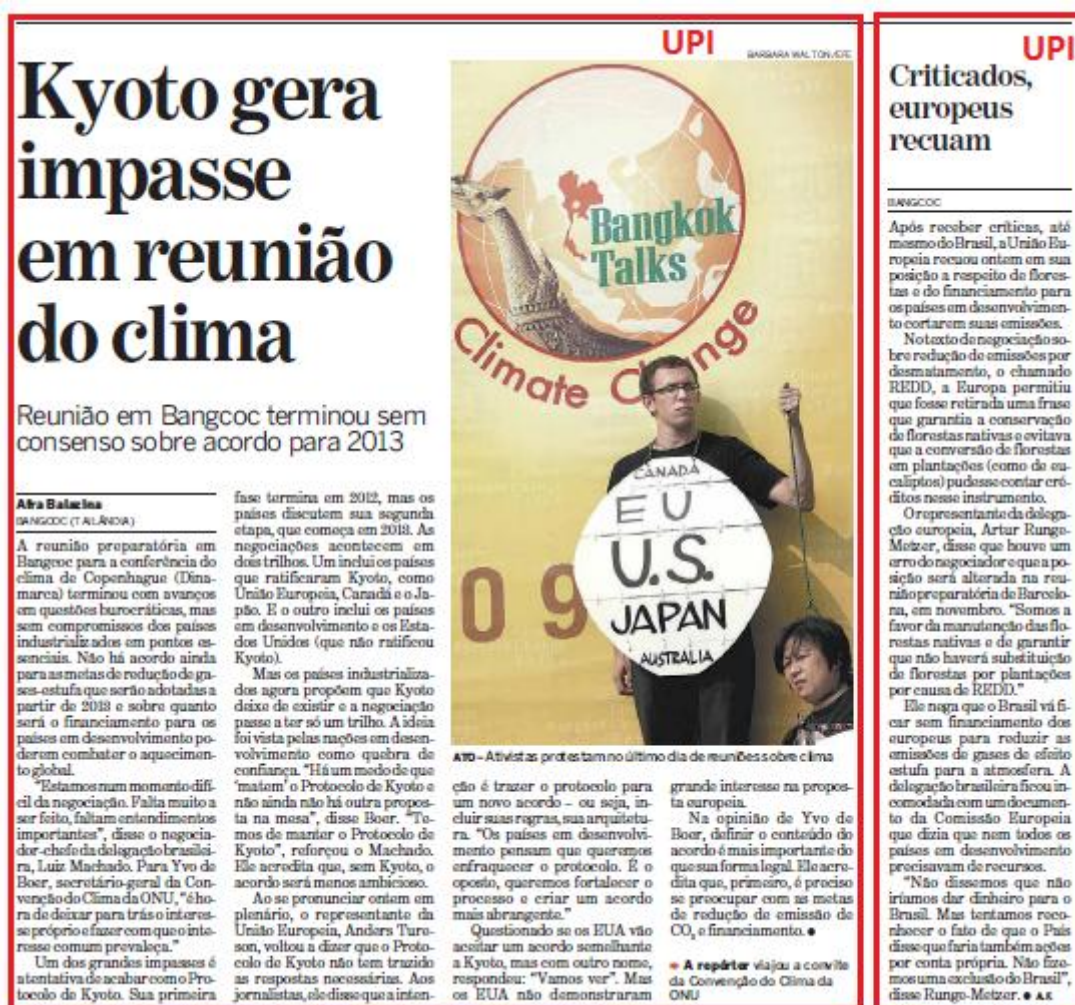 UPI
BARBARA WALTON/EFE
Kyoto gera
impasse
em reunião
do clima
Reunião em Bangcoc terminou sem
consenso sobre acordo para 2013
Afra Balazina
BANGCOC (TAILÂNDIA)
A reunião preparatória em
Bangcoc para a conferência do
clima de Copenhague (Dina-
marca) terminou com avanços
em questões burocráticas, mas
sem compromissos dos países
industrializados em pontos es-
senciais. Não há acordo ainda
para as metas de redução de ga-
ses-estufa que serão adotadas a
partir de 2013 e sobre quanto
será o financiamento para os
países em desenvolvimento po-
derem combater o aquecimen-
to global.
"Estamos num momento difí-
cil da negociação. Falta muito a
ser feito, faltam entendimentos
importantes", disse o negocia-
dor-chefe da delegação brasilei-
ra, Luiz Machado. Para Yvo de
Boer, secretário-geral da Con-
venção do Clima da ONU, "é ho-
ra de deixar para trás o interes-
se próprio e fazer com que o inte-
resse comum prevaleça."
Um dos grandes impasses é
a tentativa de acabar com o Pro-
tocolo de Kyoto. Sua primeira
fase termina em 2012, mas os
países discutem sua segunda
etapa, que começa em 2013. As
negociações acontecem em
dois trilhos. Um inclui os países
que ratificaram Kyoto, como
União Europeia, Canadá e o Ja-
pão. E o outro inclui os países
em desenvolvimento e os Esta-
dos Unidos (que não ratificou
Kyoto).
Mas os países industrializa-
dos agora propõem que Kyoto
deixe de existir e a negociação
passe a ter só um trilho. A ideia
foi vista pelas nações em desen-
volvimento como quebra de
confiança. "Há um medo de que
'matem' o Protocolo de Kyoto e
não ainda não há outra propos-
ta na mesa", disse Boer. "Te-
mos de manter o Protocolo de
Kyoto", reforçou o Machado.
Ele acredita que, sem Kyoto, o
acordo será menos ambicioso.
Ao se pronunciar ontem em
plenário, o representante da
União Europeia, Anders Ture-
son, voltou a dizer que o Proto-
colo de Kyoto não tem trazido
as respostas necessárias. Aos
jornalistas, ele disse que a inten-
Bangkok
Talks
Climate Change
09
CANADA
EU
U.S.
JAPAN
AUSTRALIA
ATO – Ativistas protestam no último dia de reuniões sobre clima
ção é trazer o protocolo para
um novo acordo – ou seja, in-
cluir suas regras, sua arquitetu-
ra. "Os países em desenvolvi-
mento pensam que queremos
enfraquecer o protocolo. É o
oposto, queremos fortalecer o
processo e criar um acordo
mais abrangente."
Questionado se os EUA vão
aceitar um acordo semelhante
a Kyoto, mas com outro nome,
respondeu: "Vamos ver". Mas
os EUA não demonstraram
grande interesse na propos-
ta europeia.
Na opinião de Yvo de
Boer, definir o conteúdo do
acordo é mais importante do
que sua forma legal. Ele acre-
dita que, primeiro, é preciso
se preocupar com as metas
de redução de emissão de
CO₂ e financiamento. ●
A repórter viajou a convite
da Convenção do Clima da
ONU
UPI
Criticados,
europeus
recuam
BANGCOC
Após receber críticas, até
mesmo do Brasil, a União Eu-
ropeia recuou ontem em sua
posição a respeito de flores-
tas e do financiamento para
os países em desenvolvimen-
to cortarem suas emissões.
No texto de negociação so-
bre redução de emissões por
desmatamento, o chamado
REDD, a Europa permitiu
que fosse retirada uma frase
que garantia a conservação
de florestas nativas e evitava
que a conversão de florestas
em plantações (como de eu-
caliptos) pudesse contar cré-
ditos nesse instrumento.
O representante da delega-
ção europeia, Artur Runge-
Metzer, disse que houve um
erro do negociador e que a po-
sição será alterada na reu-
nião preparatória de Barcelo-
na, em novembro. "Somos a
favor da manutenção das flo-
restas nativas e de garantir
que não haverá substituição
de florestas por plantações
por causa de REDD."
Ele nega que o Brasil vá fi-
car sem financiamento dos
europeus para reduzir as
emissões de gases de efeito
estufa para a atmosfera. A
delegação brasileira ficou in-
comodada com um documen-
to da Comissão Europeia
que dizia que nem todos os
países em desenvolvimento
precisavam de recursos.
"Não dissemos que não
iríamos dar dinheiro para o
Brasil. Mas tentamos reco-
nhecer o fato de que o País
disse que faria também ações
por conta própria. Não fize-
mos uma exclusão do Brasil",
disse Runge-Metzer. ● AE